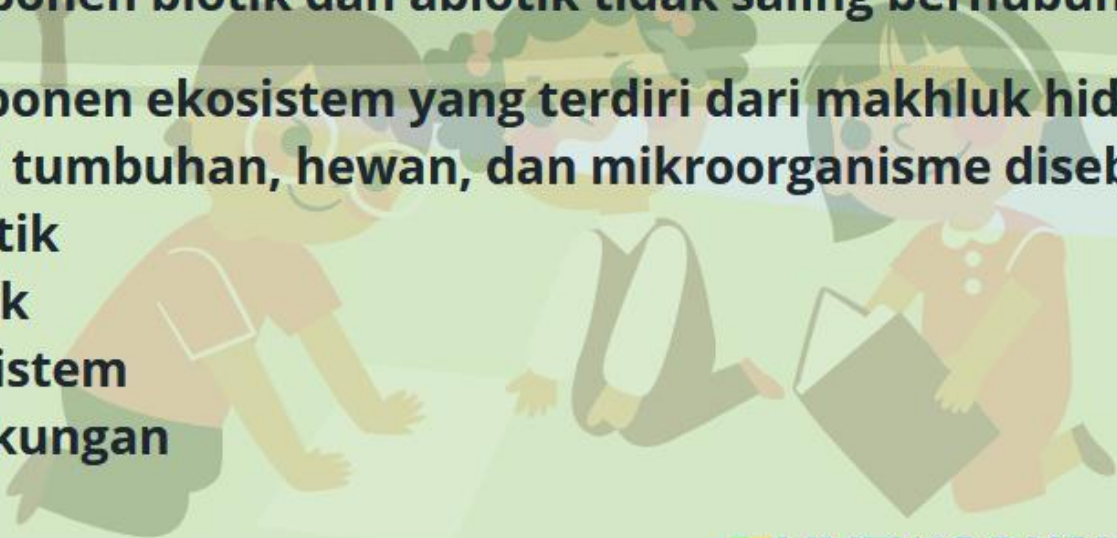 ponen biotik dan abiotik tidak saling berhubun
ponen ekosistem yang terdiri dari makhluk hid
tumbuhan, hewan, dan mikroorganisme diseb
tik
k
istem
kungan